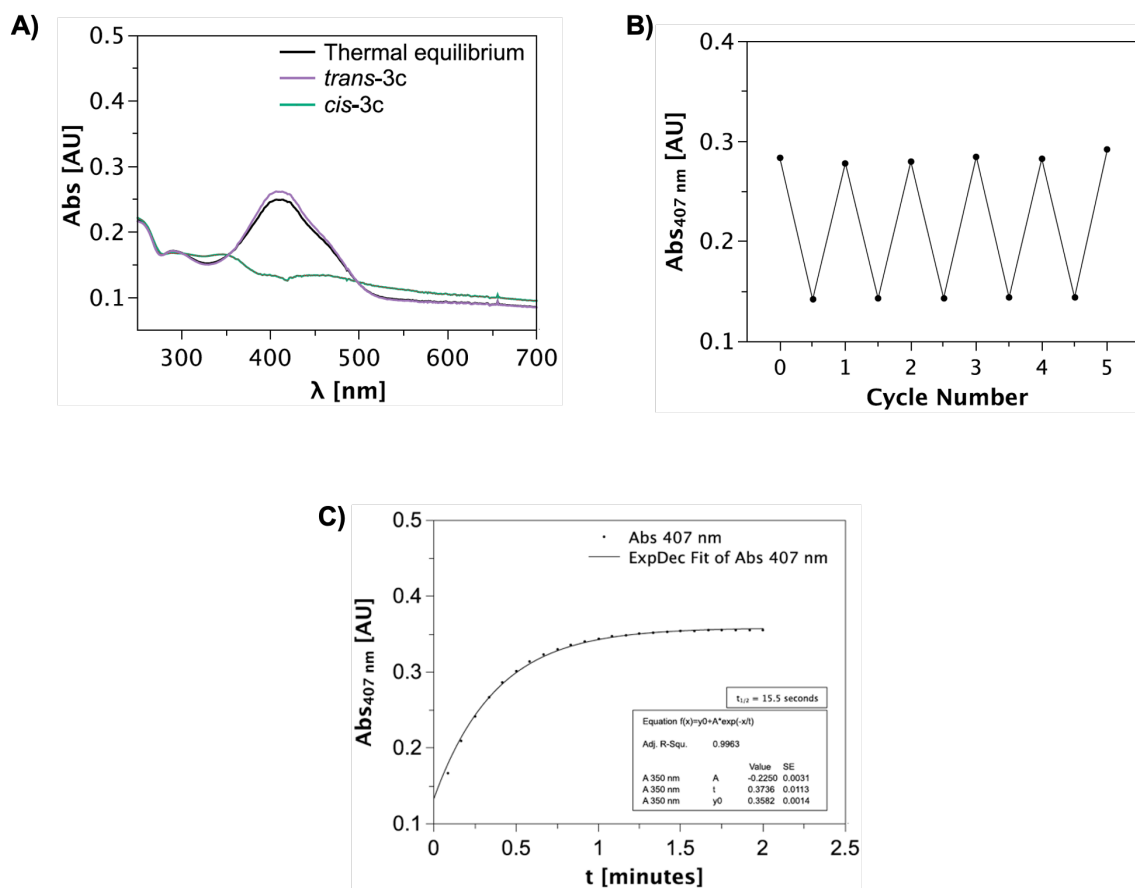 A)
0.5
0.4
0.3
0.2
0.1
Abs [AU]
Thermal equilibrium
trans-3c
cis-3c
300 400 500 600 700
λ [nm]
B)
0.4
0.3
0.2
0.1
Abs407 nm [AU]
0 1 2 3 4 5
Cycle Number
C)
0.5
0.4
0.3
0.2
0.1
Abs407 nm [AU]
Abs 407 nm
ExpDec Fit of Abs 407 nm
t1/2 = 15.5 seconds
Equation f(x)=y0+A*exp(-x/t)
Adj. R-Squ. 0.9963
Value SE
A 350 nm A -0.2250 0.0031
A 350 nm t 0.3736 0.0113
A 350 nm y0 0.3582 0.0014
0 0.5 1 1.5 2 2.5
t [minutes]